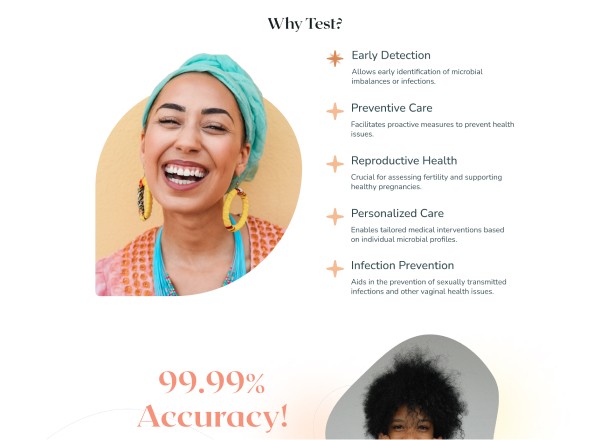 Why Test?
Early Detection
Allows early identification of microbial
imbalances or infections.
Preventive Care
Facilitates proactive measures to prevent health
issues.
Reproductive Health
Crucial for assessing fertility and supporting
healthy pregnancies.
Personalized Care
Enables tailored medical interventions based
on individual microbial profiles.
Infection Prevention
Aids in the prevention of sexually transmitted
infections and other vaginal health issues.
99.99%
Accuracy!